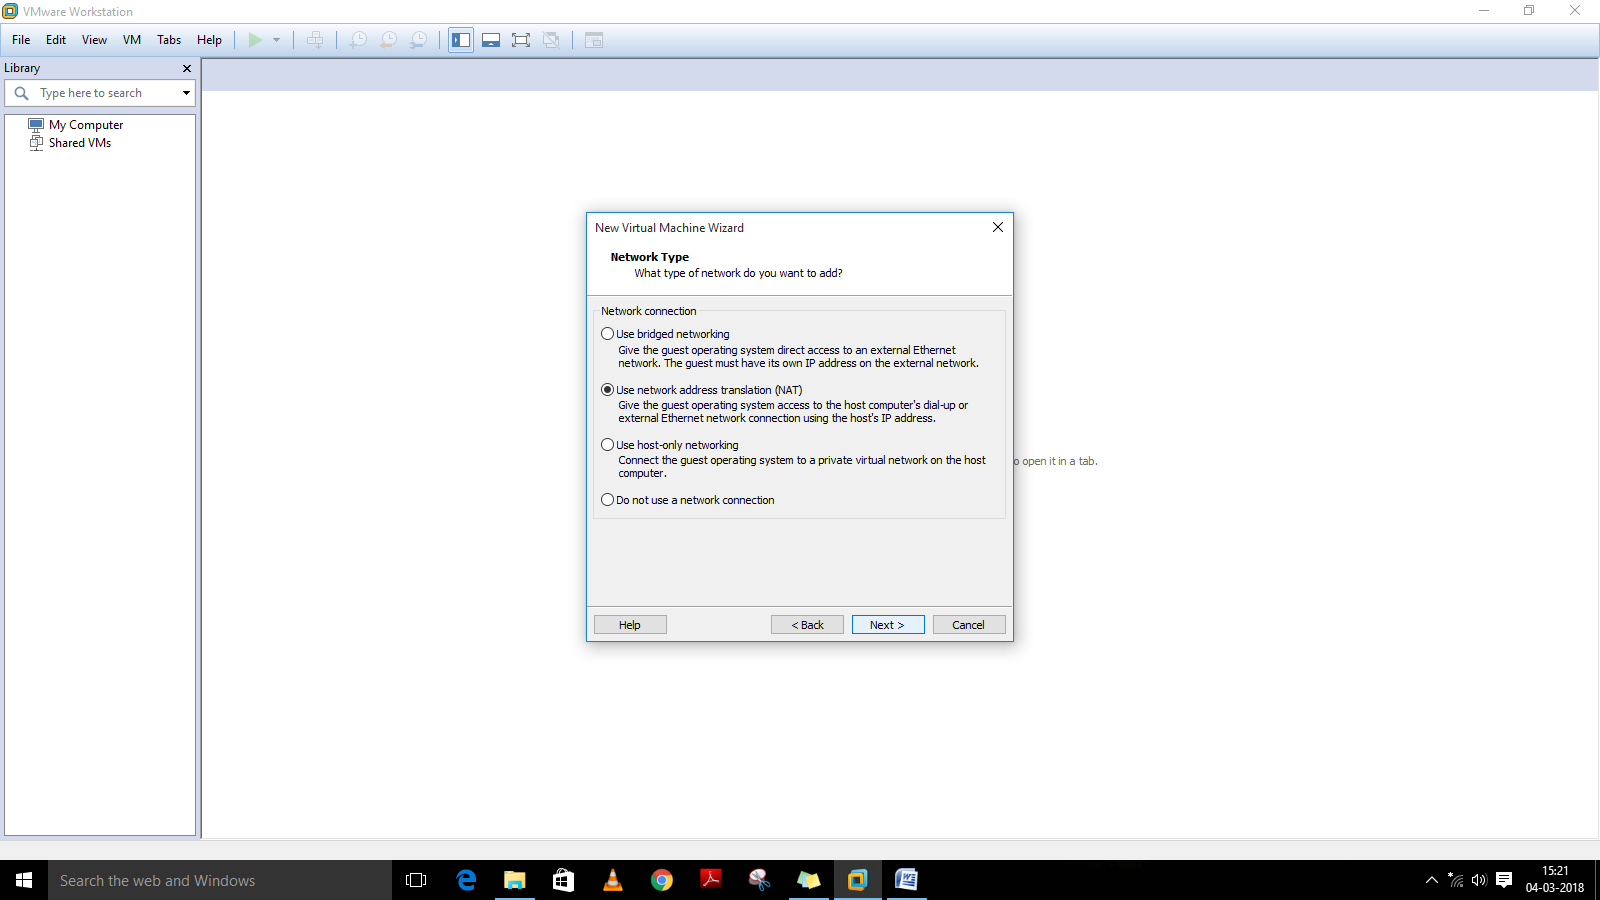 VMware Workstation
File Edit View VM Tabs Help
Library
Type here to search
My Computer
Shared VMs
New Virtual Machine Wizard
Network Type
What type of network do you want to add?
Network connection
Use bridged networking
Give the guest operating system direct access to an external Ethernet
network. The guest must have its own IP address on the external network.
Use network address translation (NAT)
Give the guest operating system access to the host computer's dial-up or
external Ethernet network connection using the host's IP address.
Use host-only networking
Connect the guest operating system to a private virtual network on the host
computer.
Do not use a network connection
o open it in a tab.
Help < Back Next > Cancel
Search the web and Windows
15:21
04-03-2018